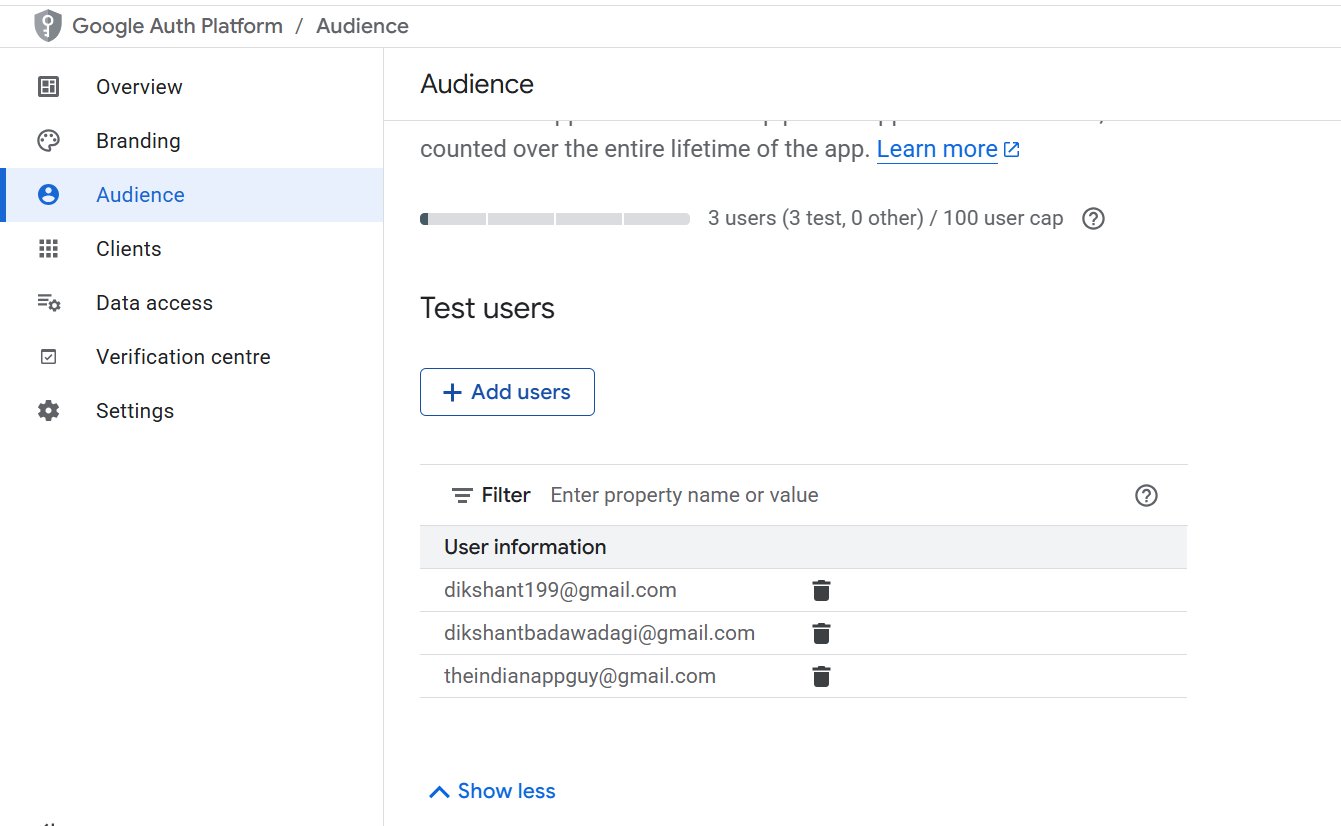 Google Auth Platform / Audience
Overview
Branding
Audience
Clients
Data access
Verification centre
Settings
Audience
counted over the entire lifetime of the app. Learn more
3 users (3 test, 0 other) / 100 user cap
Test users
Add users
Filter Enter property name or value
User information
dikshant199@gmail.com
dikshantbadawadagi@gmail.com
theindianappguy@gmail.com
Show less